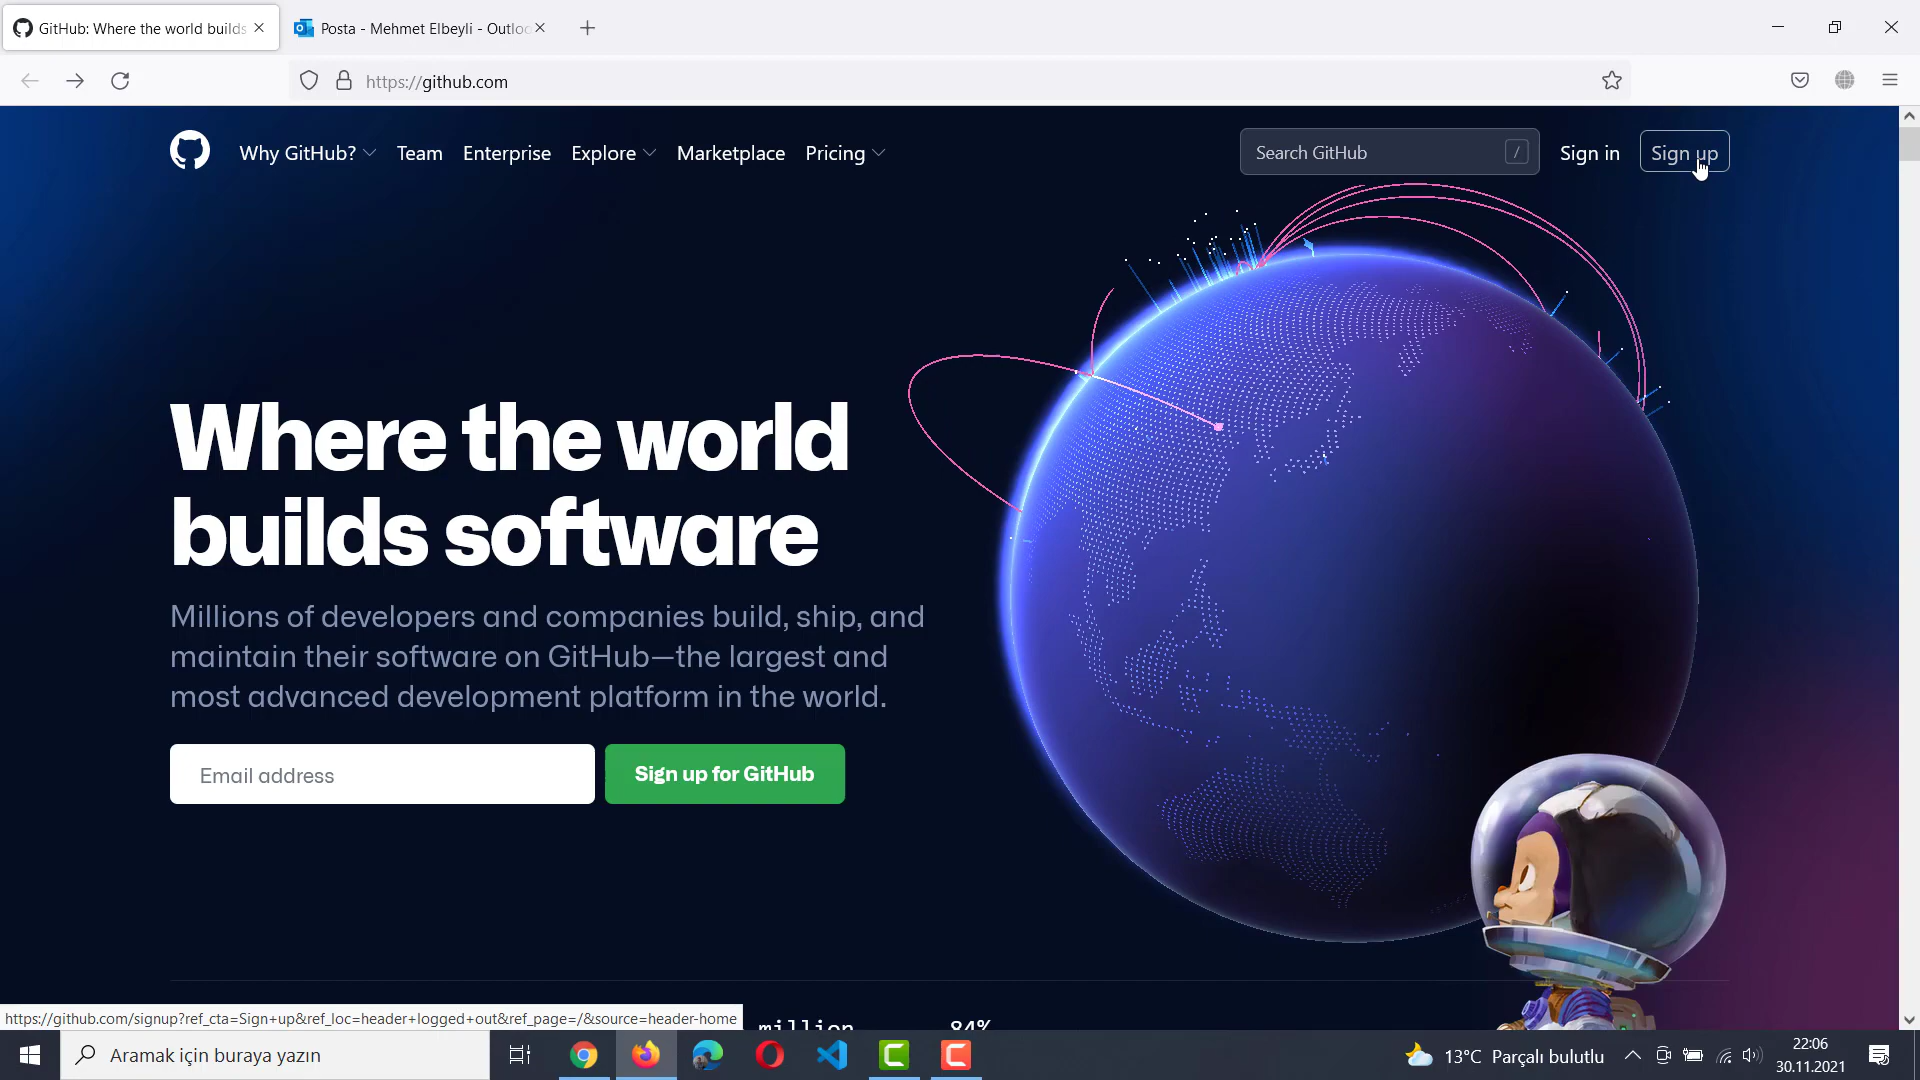 GitHub: Where the world builds
Posta - Mehmet Elbeyli - Outloo
https://github.com
Why GitHub? Team Enterprise Explore Marketplace Pricing
Search GitHub /
Sign in
Sign up
Where the world
builds software
Millions of developers and companies build, ship, and
maintain their software on GitHub—the largest and
most advanced development platform in the world.
Email address
Sign up for GitHub
million 84%
https://github.com/signup?ref_cta=Sign+up&ref_loc=header+logged+out&ref_page=/&source=header-home
Aramak için buraya yazın
13°C Parçalı bulutlu
22:06
30.11.2021